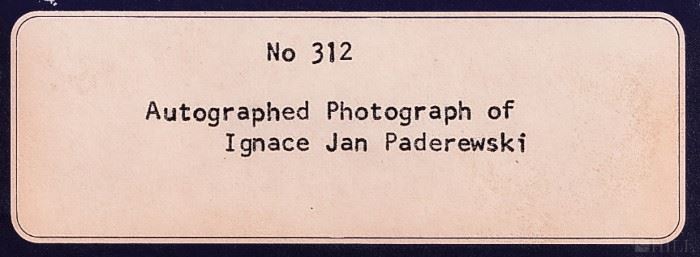 No 312
Autographed Photograph of
Ignace Jan Paderewski